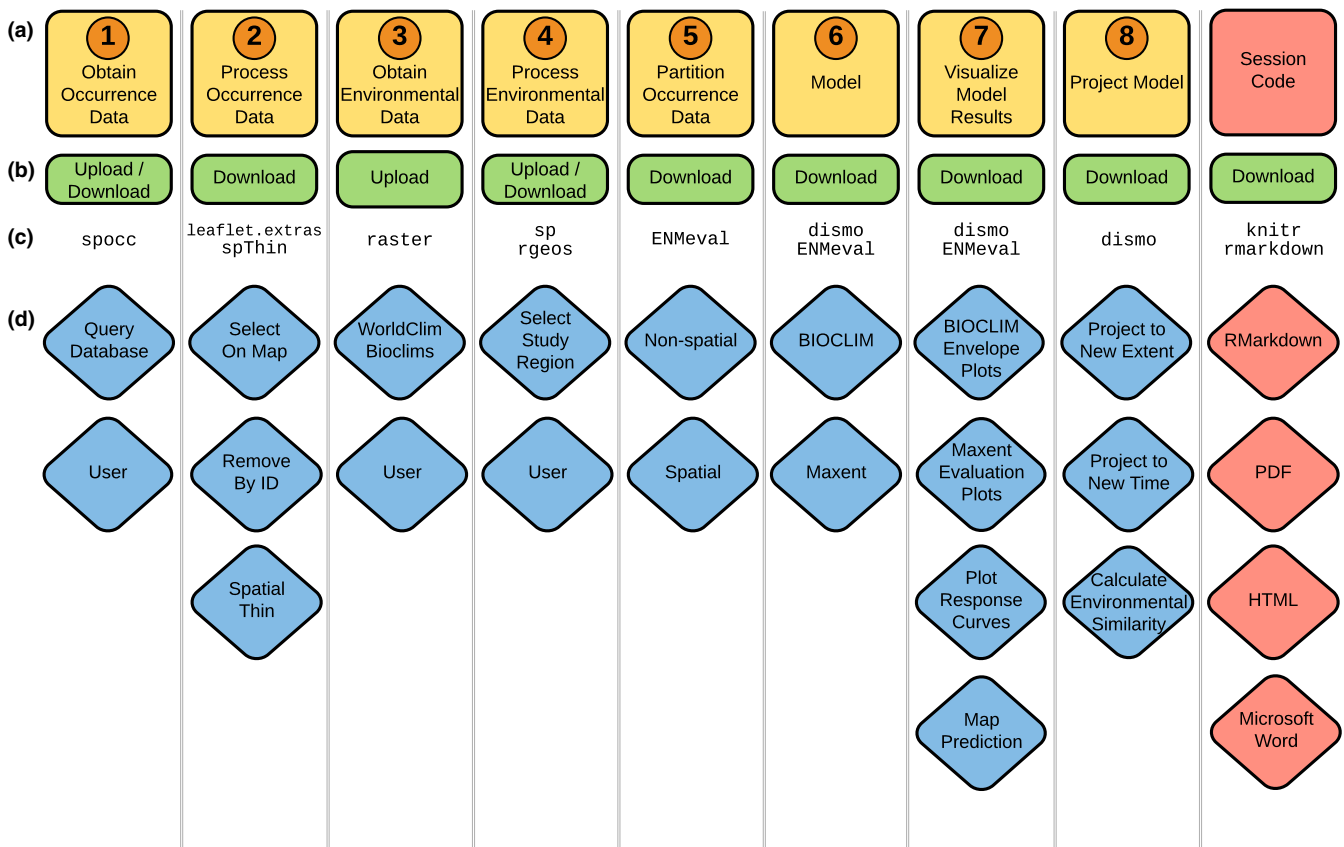 (a)
1
Obtain
Occurrence
Data
2
Process
Occurrence
Data
3
Obtain
Environmental
Data
4
Process
Environmental
Data
5
Partition
Occurrence
Data
6
Model
7
Visualize
Model
Results
8
Project Model
Session
Code
(b)
Upload /
Download
Download
Upload
Upload /
Download
Download
Download
Download
Download
Download
(c)
spocc
leaflet.extras
spThin
raster
sp
rgeos
ENMeval
dismo
ENMeval
dismo
ENMeval
dismo
knitr
rmarkdown
(d)
Query
Database
Select
On Map
WorldClim
Bioclims
Select
Study
Region
Non-spatial
BIOCLIM
BIOCLIM
Envelope
Plots
Project to
New Extent
RMarkdown
User
Remove
By ID
User
User
Spatial
Maxent
Maxent
Evaluation
Plots
Project to
New Time
PDF
Spatial
Thin
Plot
Response
Curves
Calculate
Environmental
Similarity
HTML
Map
Prediction
Microsoft
Word